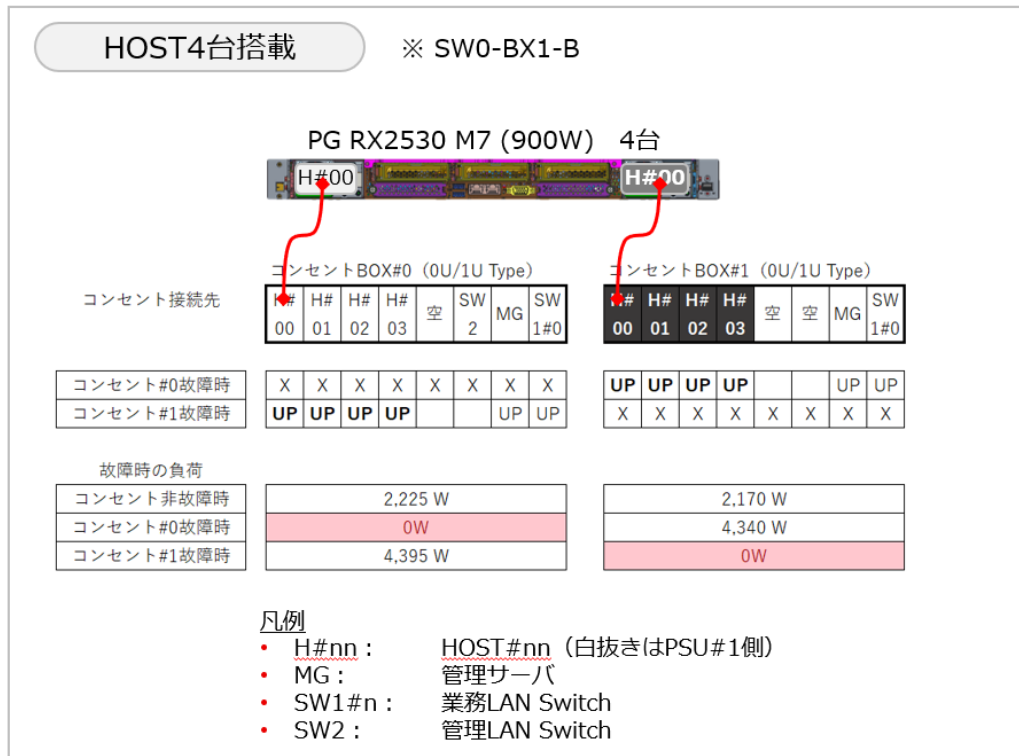 HOST4台搭載 ※ SW0-BX1-B
PG RX2530 M7 (900W) 4台
H#00 H#00
コンセントBOX#0（0U/1U Type） コンセントBOX#1（0U/1U Type）
コンセント接続先 H#00 H#01 H#02 H#03 空 SW2 MG SW1#0 H#00 H#01 H#02 H#03 空 空 MG SW1#0
コンセント#0故障時 X X X X X X X X UP UP UP UP UP UP
コンセント#1故障時 UP UP UP UP UP UP X X X X X X X X
故障時の負荷
コンセント非故障時 2,225 W 2,170 W
コンセント#0故障時 0W 4,340 W
コンセント#1故障時 4,395 W 0W
凡例
• H#nn： HOST#nn（白抜きはPSU#1側）
• MG： 管理サーバ
• SW1#n： 業務LAN Switch
• SW2： 管理LAN Switch